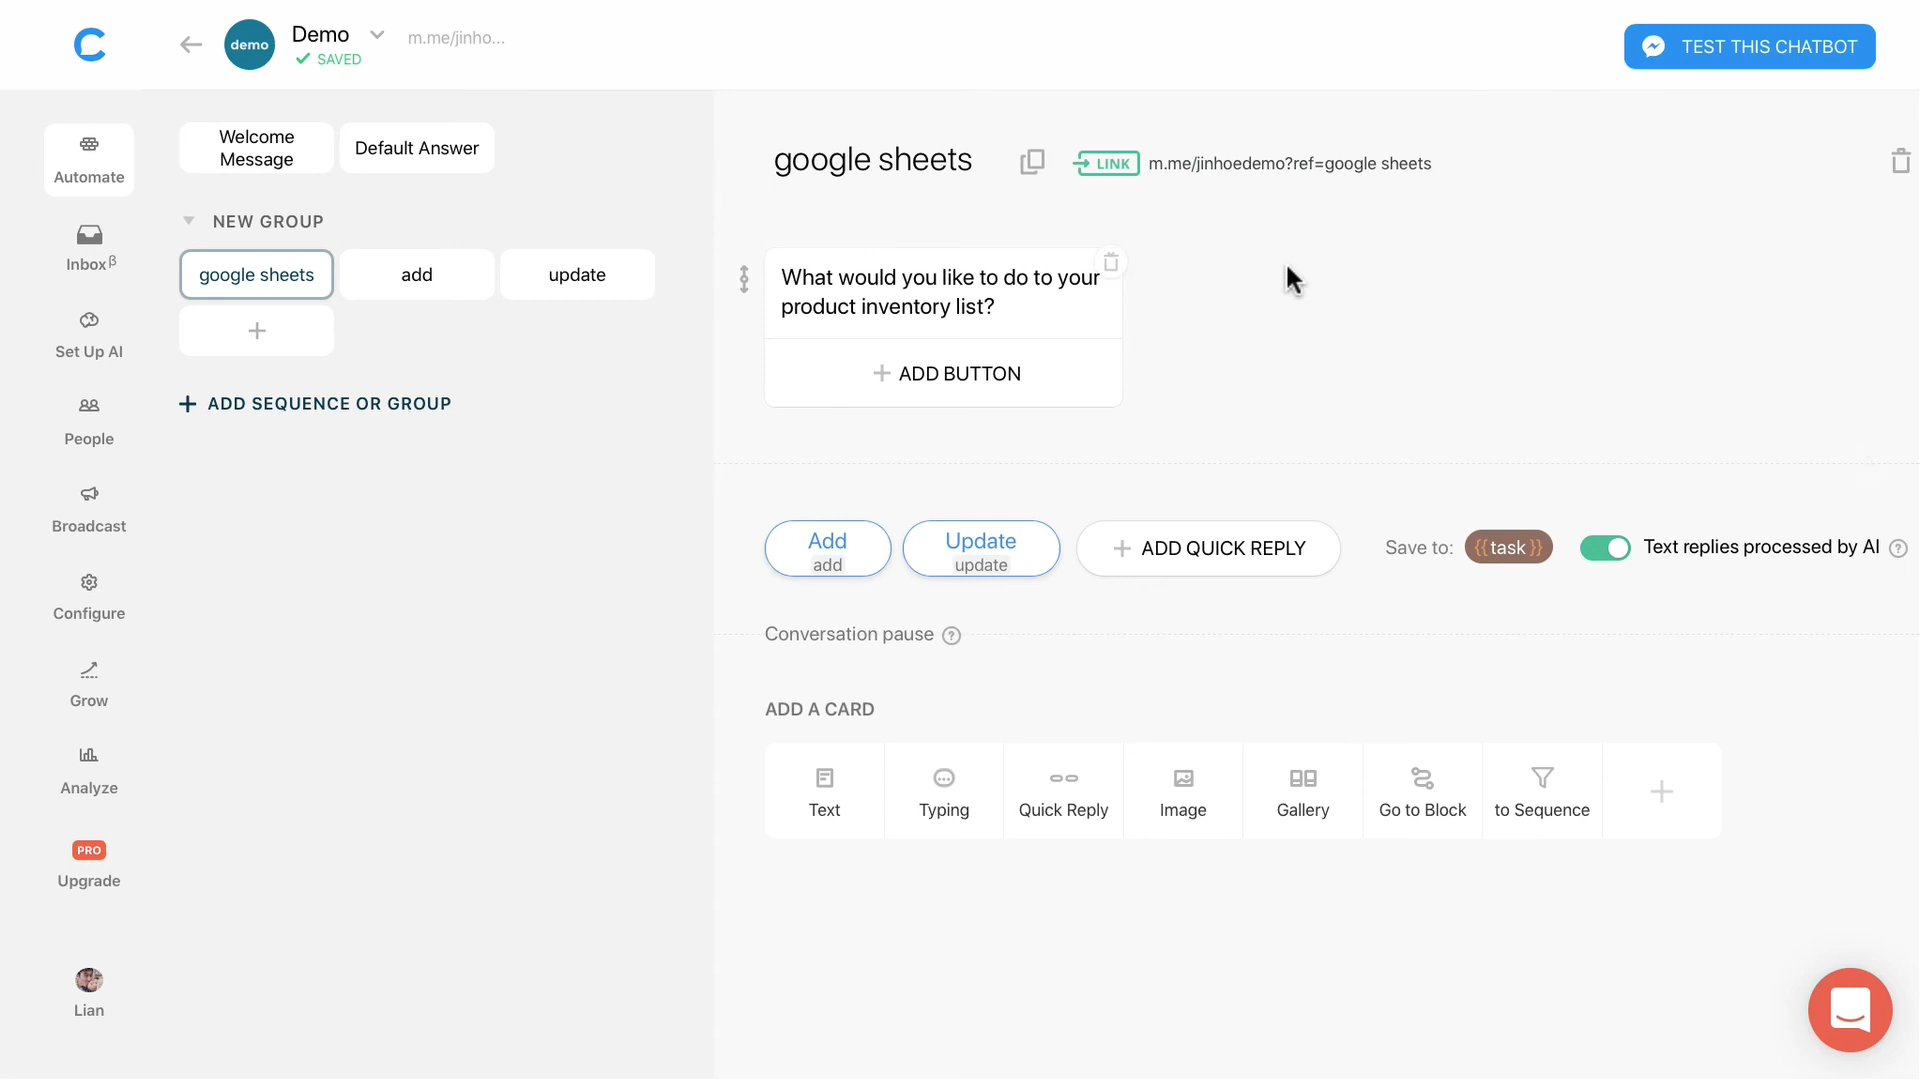 demo
Demo
m.me/jinho...
SAVED
TEST THIS CHATBOT
Automate
Inbox β
Set Up AI
People
Broadcast
Configure
Grow
Analyze
PRO
Upgrade
Lian
Welcome
Message
Default Answer
NEW GROUP
google sheets
add
update
+
+ ADD SEQUENCE OR GROUP
google sheets
LINK
m.me/jinhoedemo?ref=google sheets
What would you like to do to your
product inventory list?
+ ADD BUTTON
Add
add
Update
update
+ ADD QUICK REPLY
Save to: {{task}}
Text replies processed by AI ?
Conversation pause ?
ADD A CARD
Text
Typing
Quick Reply
Image
Gallery
Go to Block
to Sequence
+